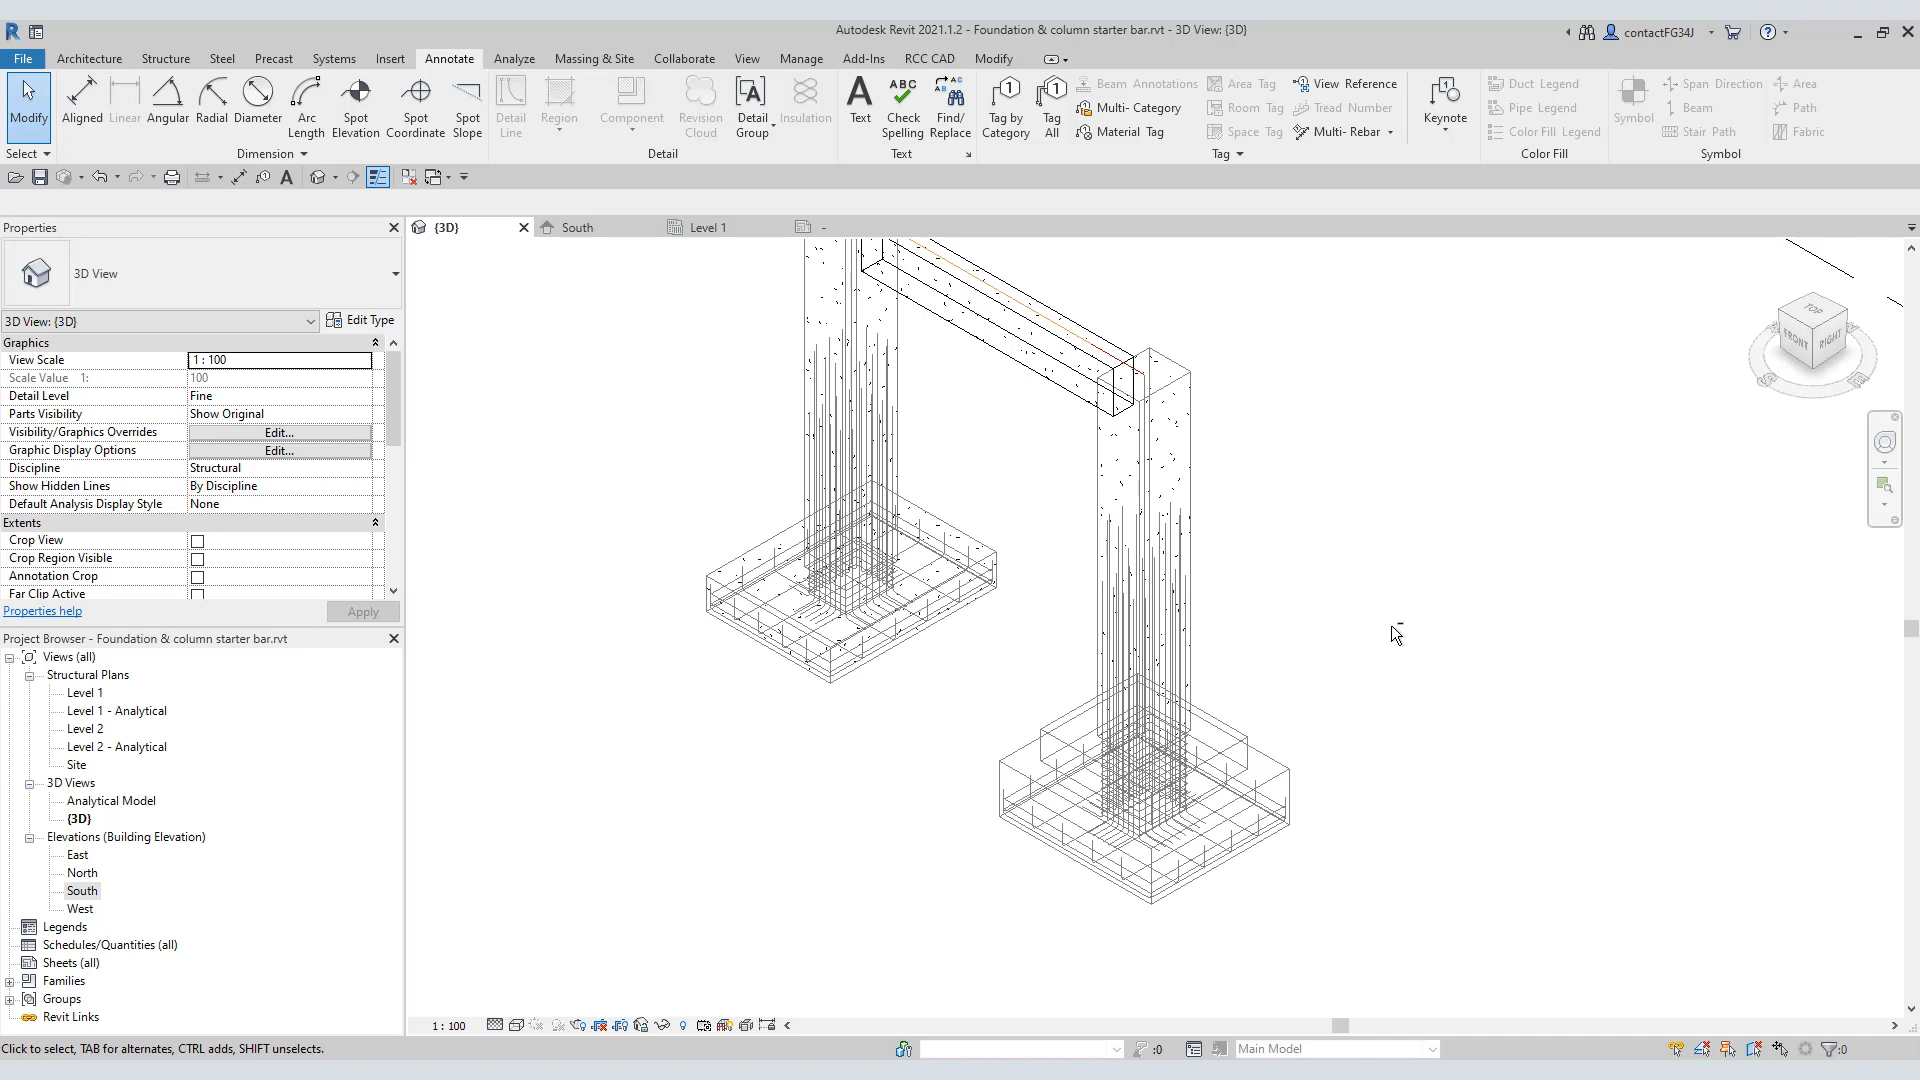 Autodesk Revit 2021.1.2 - Foundation & column starter bar.rvt - 3D View: {3D}
contactFG34J
File Architecture Structure Steel Precast Systems Insert Annotate Analyze Massing & Site Collaborate View Manage Add-Ins RCC CAD Modify
Modify
Aligned
Linear
Angular
Radial
Diameter
Arc Length
Spot Elevation
Spot Coordinate
Spot Slope
Detail Line
Region
Component
Revision Cloud
Detail Group
Insulation
Text
Check Spelling
Find/ Replace
Tag by Category
Tag All
Beam Annotations
Multi- Category
Material Tag
Area Tag
Room Tag
Space Tag
View Reference
Tread Number
Multi- Rebar
Keynote
Duct Legend
Pipe Legend
Color Fill Legend
Symbol
Span Direction
Beam
Stair Path
Area
Path
Fabric
Select
Dimension
Detail
Text
Tag
Color Fill
Symbol
Properties
{3D}
South
Level 1
-
3D View
3D View: {3D}
Edit Type
Graphics
View Scale 1 : 100
Scale Value 1: 100
Detail Level Fine
Parts Visibility Show Original
Visibility/Graphics Overrides Edit...
Graphic Display Options Edit...
Discipline Structural
Show Hidden Lines By Discipline
Default Analysis Display Style None
Extents
Crop View
Crop Region Visible
Annotation Crop
Far Clip Active
Properties help
Apply
TOP
FRONT
RIGHT
S
E
Project Browser - Foundation & column starter bar.rvt
Views (all)
Structural Plans
Level 1
Level 1 - Analytical
Level 2
Level 2 - Analytical
Site
3D Views
Analytical Model
{3D}
Elevations (Building Elevation)
East
North
South
West
Legends
Schedules/Quantities (all)
Sheets (all)
Families
Groups
Revit Links
1 : 100
Click to select, TAB for alternates, CTRL adds, SHIFT unselects.
:0
Main Model
:0